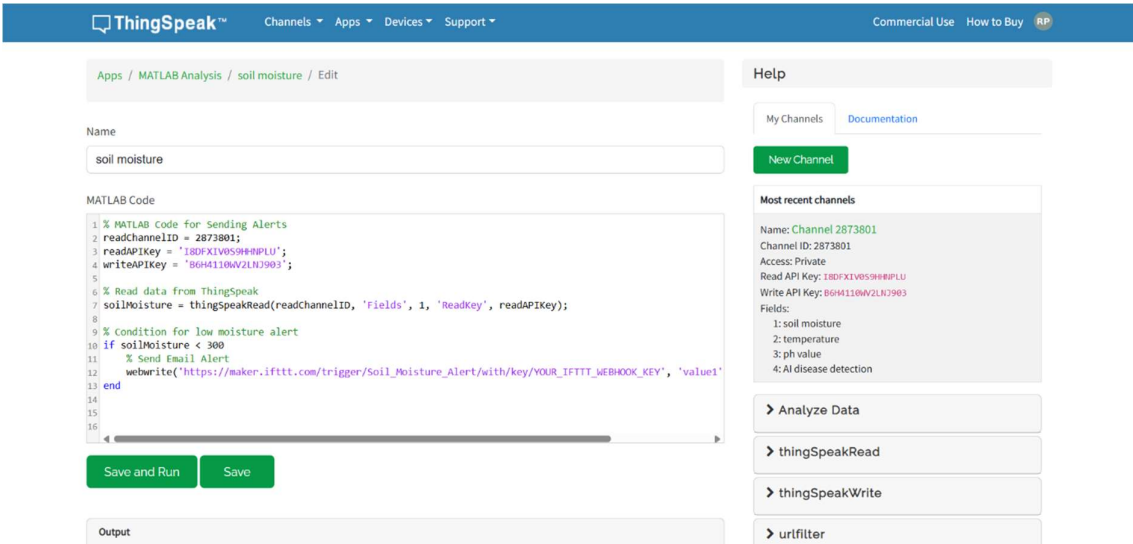 ThingSpeak™ Channels Apps Devices Support Commercial Use How to Buy RP
Apps / MATLAB Analysis / soil moisture / Edit
Name
soil moisture
MATLAB Code
1 % MATLAB Code for Sending Alerts
2 readChannelID = 2873801;
3 readAPIKey = 'I8DFXIV0S9HHNPLU';
4 writeAPIKey = 'B6H4110WV2LNJ903';
5
6 % Read data from ThingSpeak
7 soilMoisture = thingSpeakRead(readChannelID, 'Fields', 1, 'ReadKey', readAPIKey);
8
9 % Condition for low moisture alert
10 if soilMoisture < 300
11 % Send Email Alert
12 webwrite('https://maker.ifttt.com/trigger/Soil_Moisture_Alert/with/key/YOUR_IFTTT_WEBHOOK_KEY', 'value1'
13 end
14
15
16
Save and Run Save
Output
Help
My Channels Documentation
New Channel
Most recent channels
Name: Channel 2873801
Channel ID: 2873801
Access: Private
Read API Key: I8DFXIV0S9HHNPLU
Write API Key: B6H4110WV2LNJ903
Fields:
1: soil moisture
2: temperature
3: ph value
4: AI disease detection
Analyze Data
thingSpeakRead
thingSpeakWrite
urlfilter